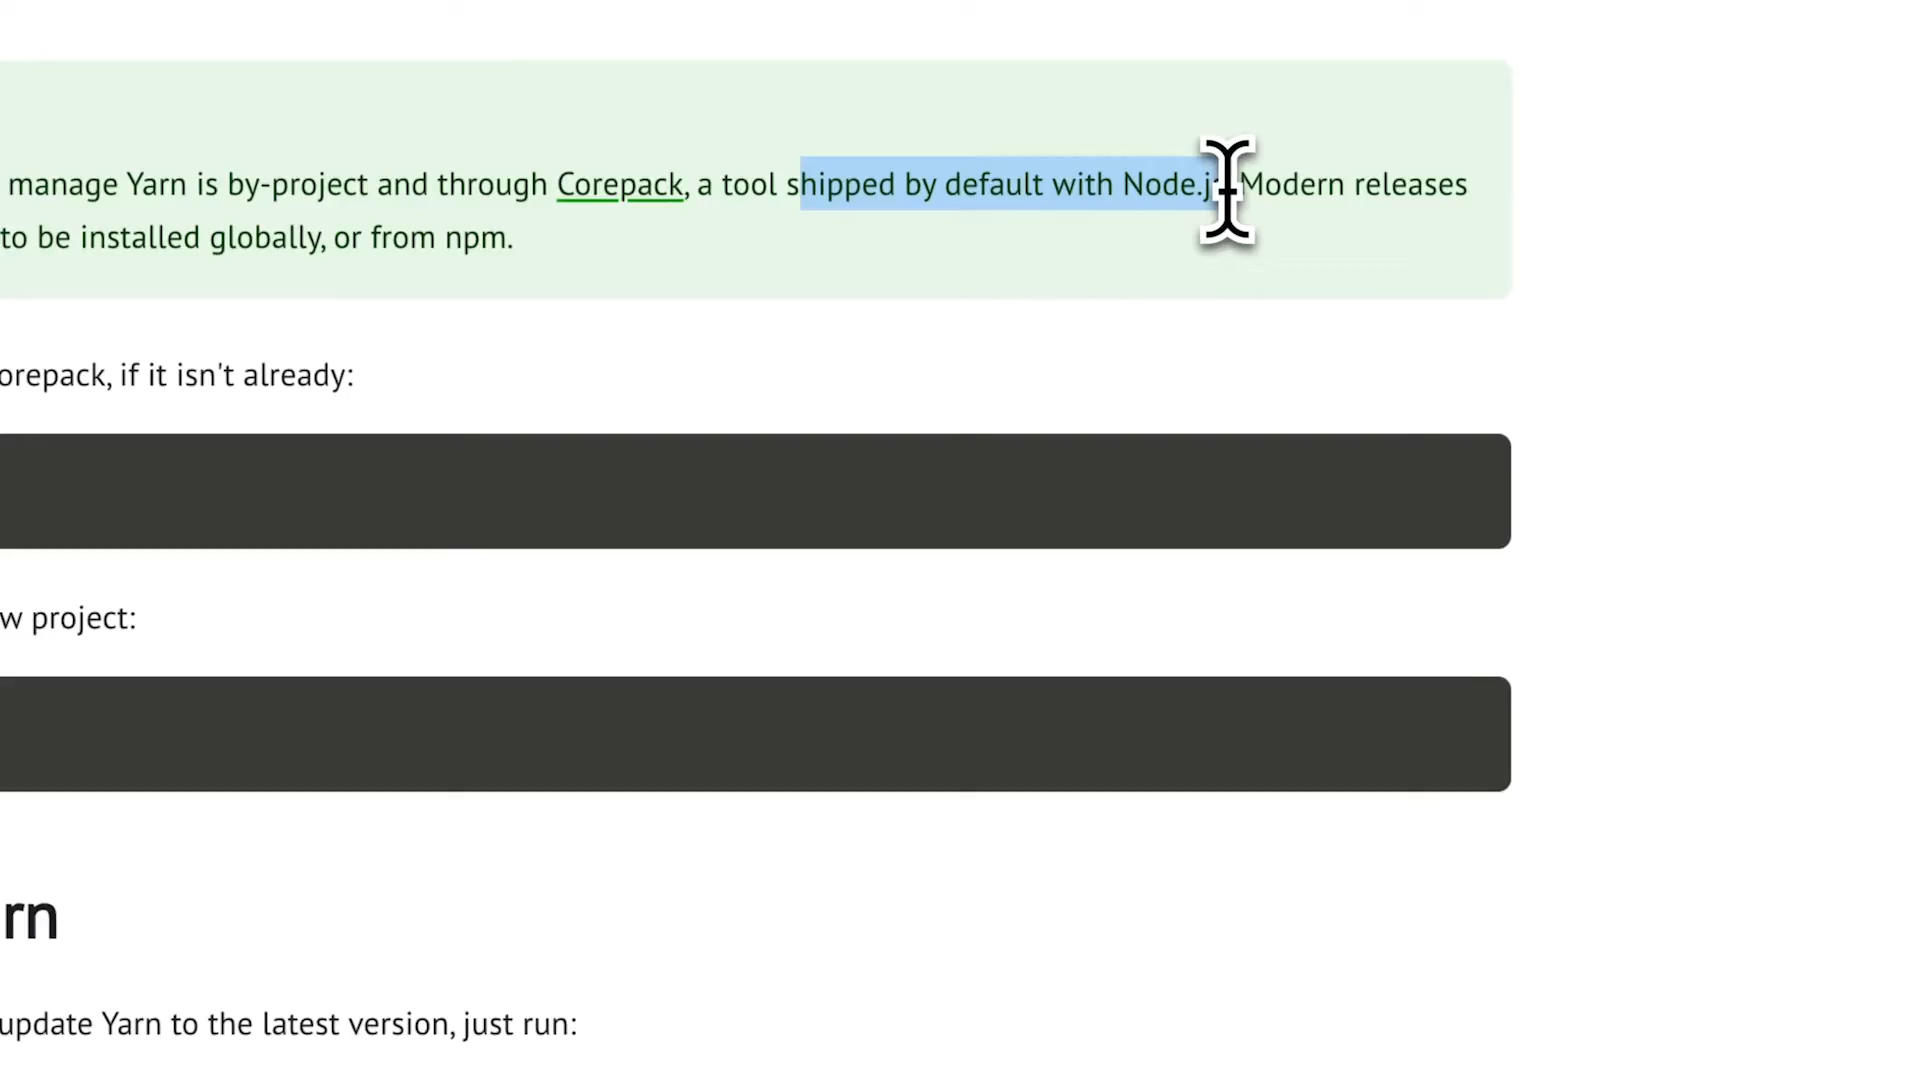 manage Yarn is by-project and through Corepack, a tool shipped by default with Node.js. Modern releases
to be installed globally, or from npm.
orepack, if it isn't already:
w project:
rn
update Yarn to the latest version, just run: